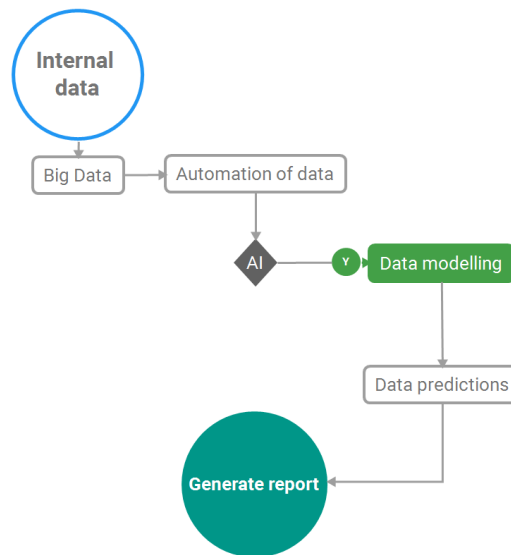 Internal
data
Big Data
Automation of data
AI
Y
Data modelling
Data predictions
Generate report